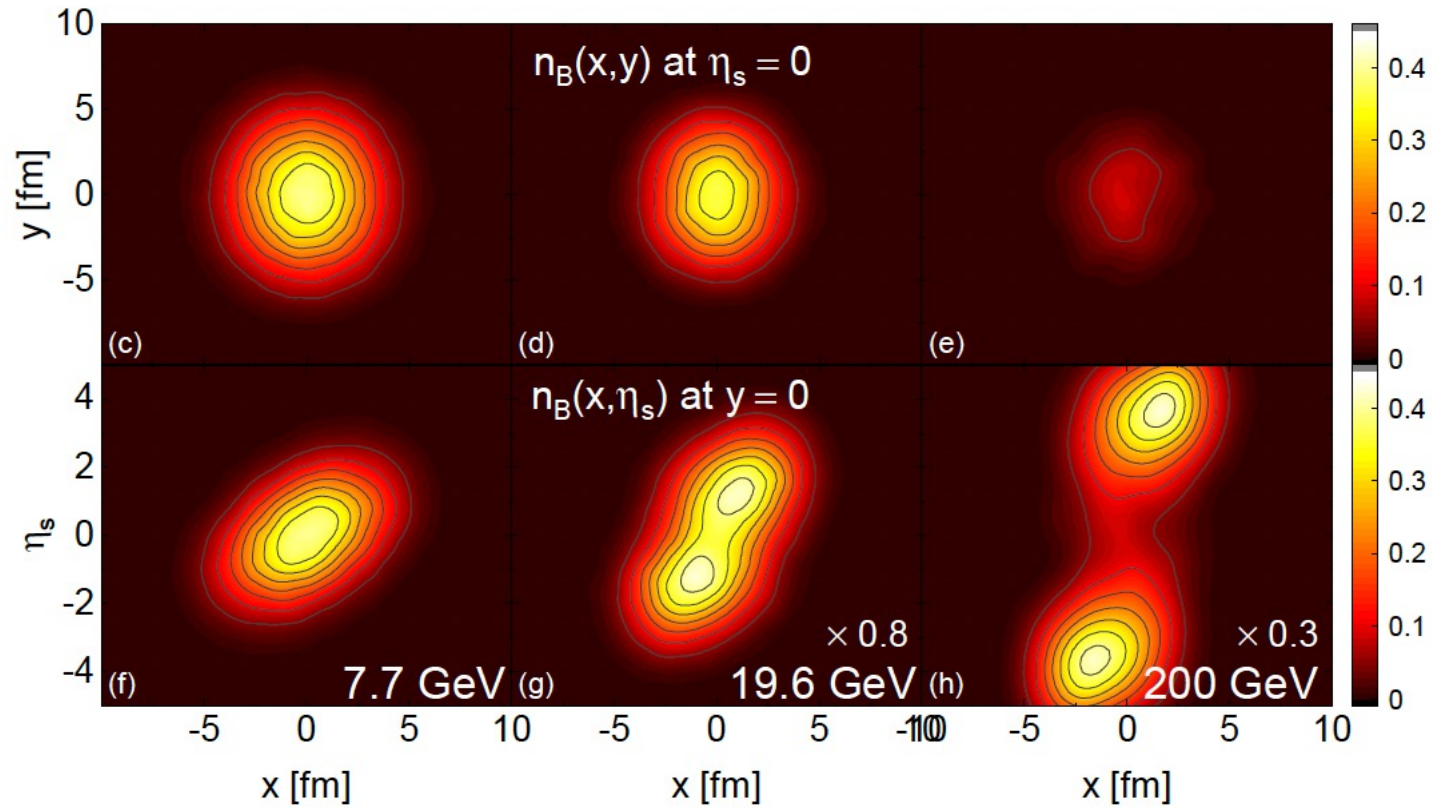 10
5
0
-5
y [fm]
n_B(x,y) at η_s = 0
(c)
(d)
(e)
0.4
0.3
0.2
0.1
0
4
2
0
-2
-4
η_s
n_B(x,η_s) at y = 0
× 0.8
× 0.3
(f)
7.7 GeV
(g)
19.6 GeV
(h)
200 GeV
0.4
0.3
0.2
0.1
0
-5 0 5 10
-5 0 5 -10 10
-5 0 5 10
x [fm]
x [fm]
x [fm]